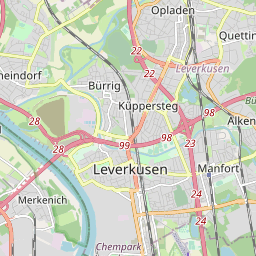 Opladen
22
Quettin
Leverkusen
heindorf
22
Bürrig
Küppersteg
98
28
98
Alken
99
23
28
Leverkusen
Manfort
24
Merkenich
24
Chempark